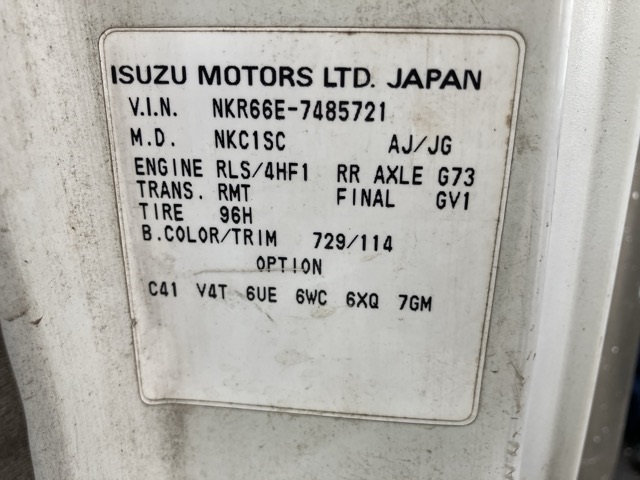 ISUZU MOTORS LTD. JAPAN
V.I.N. NKR66E-7485721
M.D. NKC1SC AJ/JG
ENGINE RLS/4HF1 RR AXLE G73
TRANS. RMT FINAL GV1
TIRE 96H
B.COLOR/TRIM 729/114
OPTION
C41 V4T 6UE 6WC 6XQ 7GM